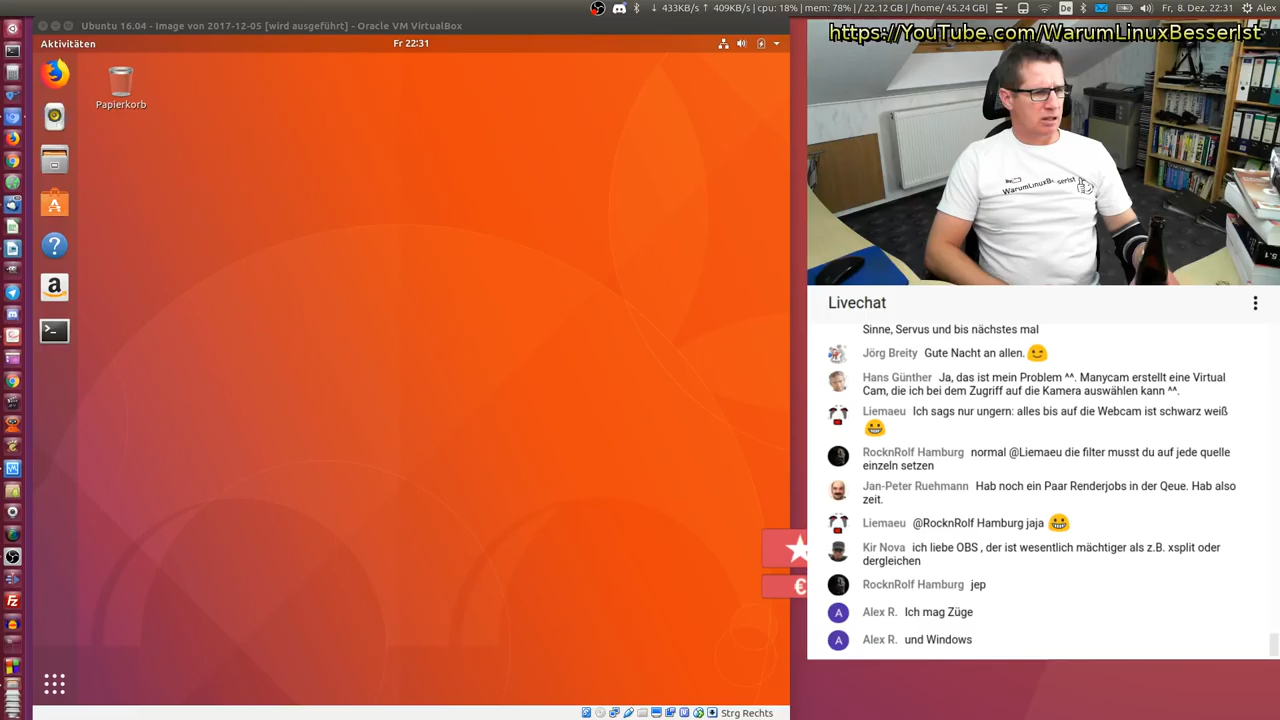 433KB/s 409KB/s | cpu: 18% | mem: 78% | / 22.12 GB | /home/ 45.24 GB | De Fr, 8. Dez. 22:31 Alex
Ubuntu 16.04 - Image von 2017-12-05 [wird ausgeführt] - Oracle VM VirtualBox
Aktivitäten
Fr 22:31
Papierkorb
a
Strg Rechts
https://YouTube.com/WarumLinuxBesserIst
WarumLinuxBesserIst
5.1
Livechat
Sinne, Servus und bis nächstes mal
Jörg Breity Gute Nacht an allen. 😉
Hans Günther Ja, das ist mein Problem ^^. Manycam erstellt eine Virtual
Cam, die ich bei dem Zugriff auf die Kamera auswählen kann ^^.
Liemaeu Ich sags nur ungern: alles bis auf die Webcam ist schwarz weiß
😀
RocknRolf Hamburg normal @Liemaeu die filter musst du auf jede quelle
einzeln setzen
Jan-Peter Ruehmann Hab noch ein Paar Renderjobs in der Qeue. Hab also
zeit.
Liemaeu @RocknRolf Hamburg jaja 😀
Kir Nova ich liebe OBS , der ist wesentlich mächtiger als z.B. xsplit oder
dergleichen
RocknRolf Hamburg jep
A Alex R. Ich mag Züge
A Alex R. und Windows
€